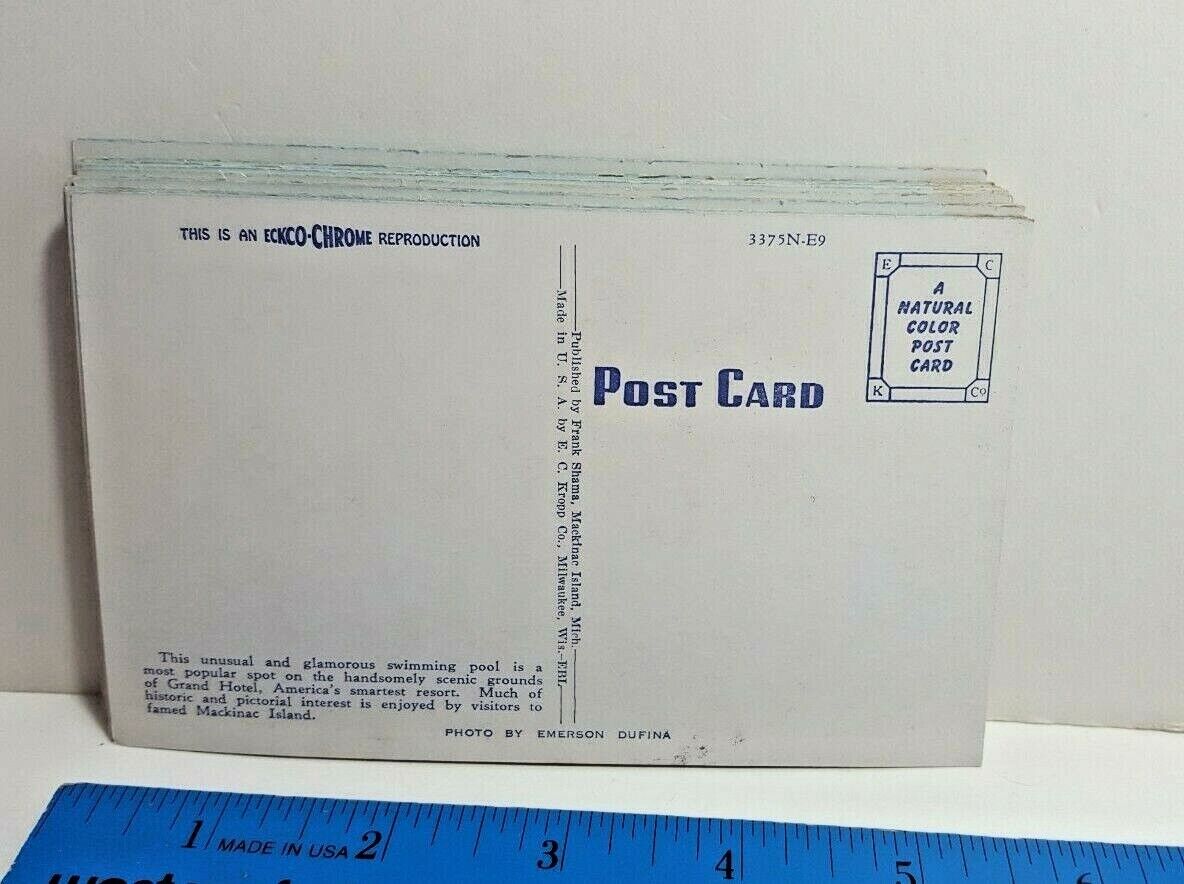 THIS IS AN ECKCO-CHROME REPRODUCTION
3375N-E9
E C
A
NATURAL
COLOR
POST
CARD
K Co
POST CARD
Published by Frank Shama, Mackinac Island, Mich.
Made in U. S. A. by E. C. Kropp Co., Milwaukee, Wis.-EBL
This unusual and glamorous swimming pool is a
most popular spot on the handsomely scenic grounds
of Grand Hotel, America's smartest resort. Much of
historic and pictorial interest is enjoyed by visitors to
famed Mackinac Island.
PHOTO BY EMERSON DUFINA
1 MADE IN USA 2 3 4 5 6